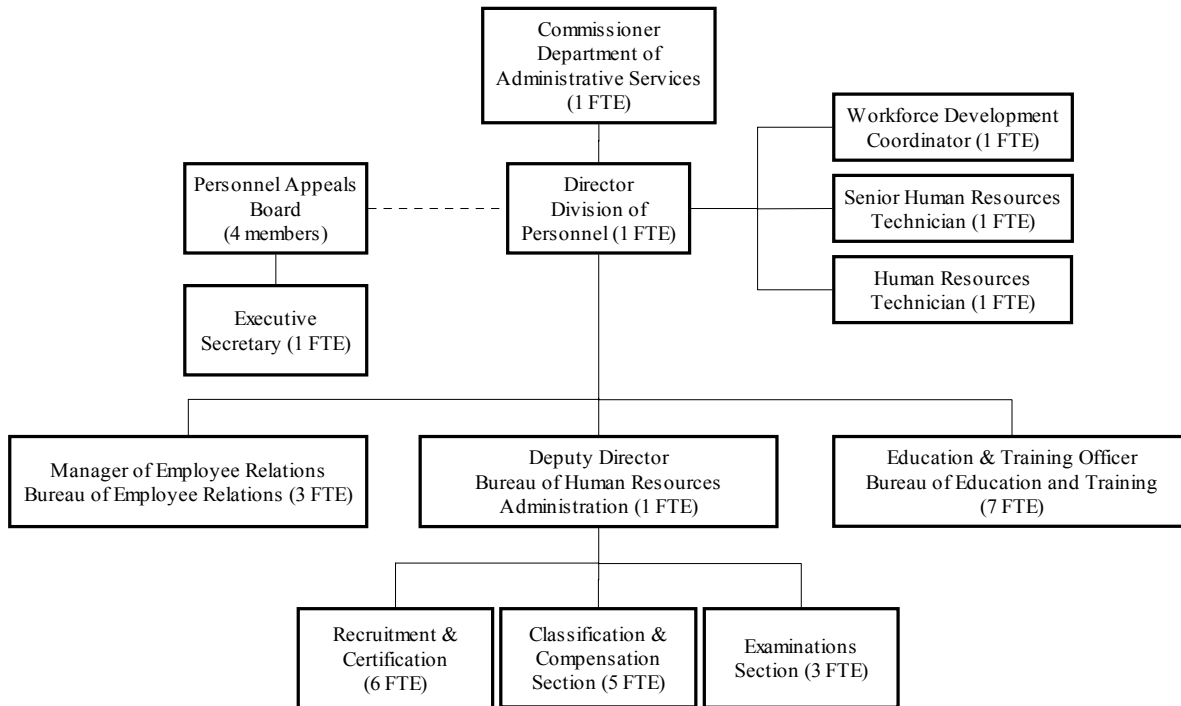 Commissioner
Department of
Administrative Services
(1 FTE)
Workforce Development
Coordinator (1 FTE)
Personnel Appeals
Board
(4 members)
Director
Division of
Personnel (1 FTE)
Senior Human Resources
Technician (1 FTE)
Human Resources
Technician (1 FTE)
Executive
Secretary (1 FTE)
Manager of Employee Relations
Bureau of Employee Relations (3 FTE)
Deputy Director
Bureau of Human Resources
Administration (1 FTE)
Education & Training Officer
Bureau of Education and Training
(7 FTE)
Recruitment &
Certification
(6 FTE)
Classification &
Compensation
Section (5 FTE)
Examinations
Section (3 FTE)